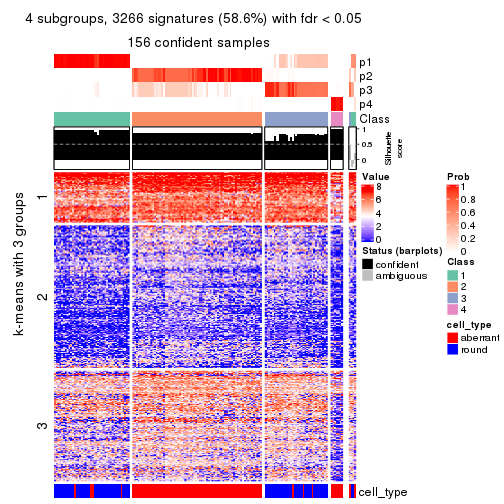 4 subgroups, 3266 signatures (58.6%) with fdr < 0.05
156 confident samples
p1
p2
p3
p4
Class
1
0.5
0
Silhouette
score
k-means with 3 groups
1
2
3
cell_type
Value
8
6
4
2
0
Status (barplots)
confident
ambiguous
Prob
1
0.8
0.6
0.4
0.2
0
Class
1
2
3
4
cell_type
aberrant
round